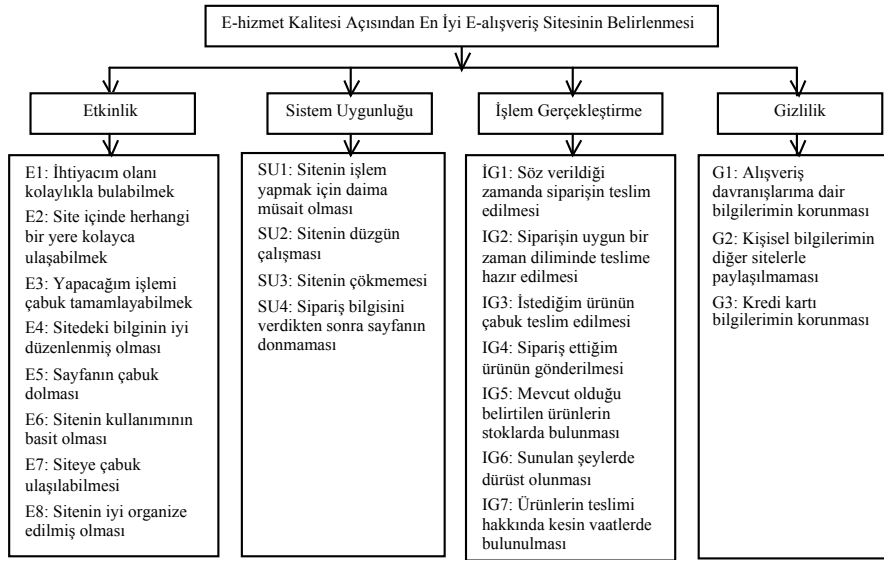 E-hizmet Kalitesi Açısından En İyi E-alışveriş Sitesinin Belirlenmesi
Etkinlik
E1: İhtiyacım olanı
kolaylıkla bulabilmek
E2: Site içinde herhangi
bir yere kolayca
ulaşabilmek
E3: Yapacağım işlemi
çabuk tamamlayabilmek
E4: Sitedeki bilginin iyi
düzenlenmiş olması
E5: Sayfanın çabuk
dolması
E6: Sitenin kullanımının
basit olması
E7: Siteye çabuk
ulaşılabilmesi
E8: Sitenin iyi organize
edilmiş olması
Sistem Uygunluğu
SU1: Sitenin işlem
yapmak için daima
müsait olması
SU2: Sitenin düzgün
çalışması
SU3: Sitenin çökmemesi
SU4: Sipariş bilgisini
verdikten sonra sayfanın
donmaması
İşlem Gerçekleştirme
İG1: Söz verildiği
zamanda siparişin teslim
edilmesi
IG2: Siparişin uygun bir
zaman diliminde teslime
hazır edilmesi
IG3: İstediğim ürünün
çabuk teslim edilmesi
IG4: Sipariş ettiğim
ürünün gönderilmesi
IG5: Mevcut olduğu
belirtilen ürünlerin
stoklarda bulunması
IG6: Sunulan şeylerde
dürüst olunması
IG7: Ürünlerin teslimi
hakkında kesin vaatlerde
bulunulması
Gizlilik
G1: Alışveriş
davranışlarıma dair
bilgilerimin korunması
G2: Kişisel bilgilerimin
diğer sitelerle
paylaşılmaması
G3: Kredi kartı
bilgilerimin korunması